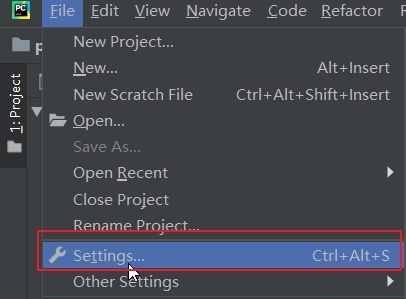 PC
File Edit View Navigate Code Refactor
New Project...
New... Alt+Insert
New Scratch File Ctrl+Alt+Shift+Insert
Open...
Save As...
Open Recent
Close Project
Rename Project...
Settings... Ctrl+Alt+S
Other Settings
1: Project